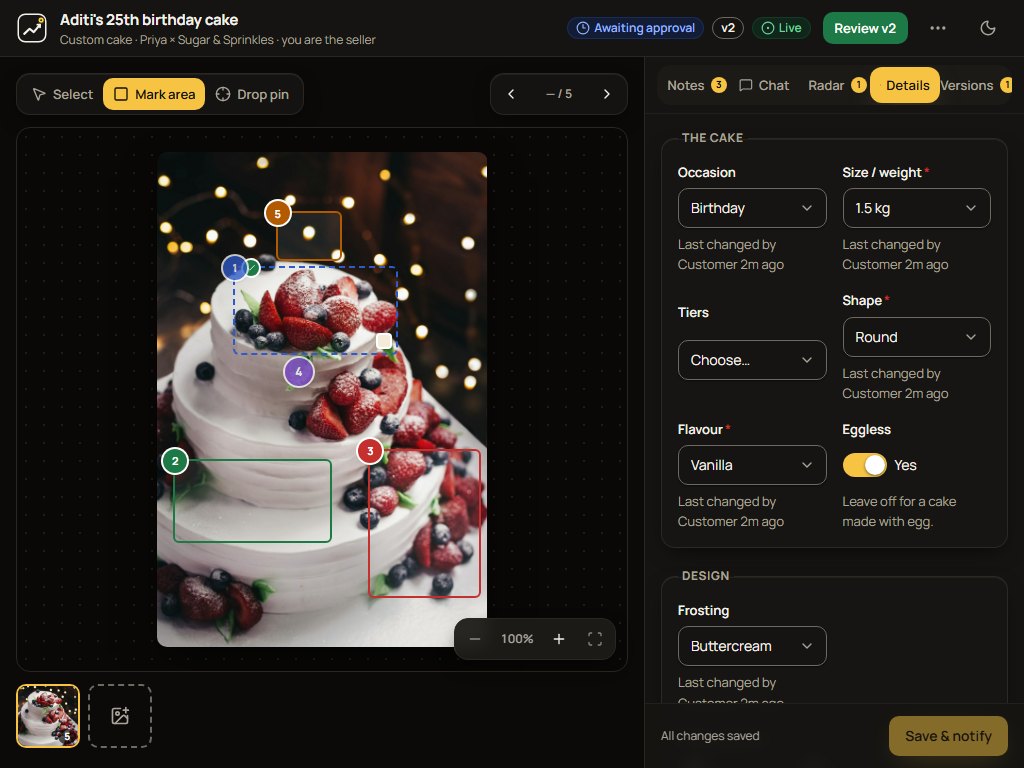 Aditi's 25th birthday cake
Custom cake · Priya × Sugar & Sprinkles · you are the seller
Awaiting approval
v2
Live
Review v2
Select
Mark area
Drop pin
– / 5
Notes 3
Chat
Radar 1
Details
Versions 1
5
1
4
2
3
100%
5
THE CAKE
Occasion
Size / weight *
Birthday
1.5 kg
Last changed by
Customer 2m ago
Last changed by
Customer 2m ago
Tiers
Shape *
Choose...
Round
Last changed by
Customer 2m ago
Flavour *
Eggless
Vanilla
Yes
Last changed by
Customer 2m ago
Leave off for a cake
made with egg.
DESIGN
Frosting
Buttercream
Last changed by
Customer 2m ago
All changes saved
Save & notify